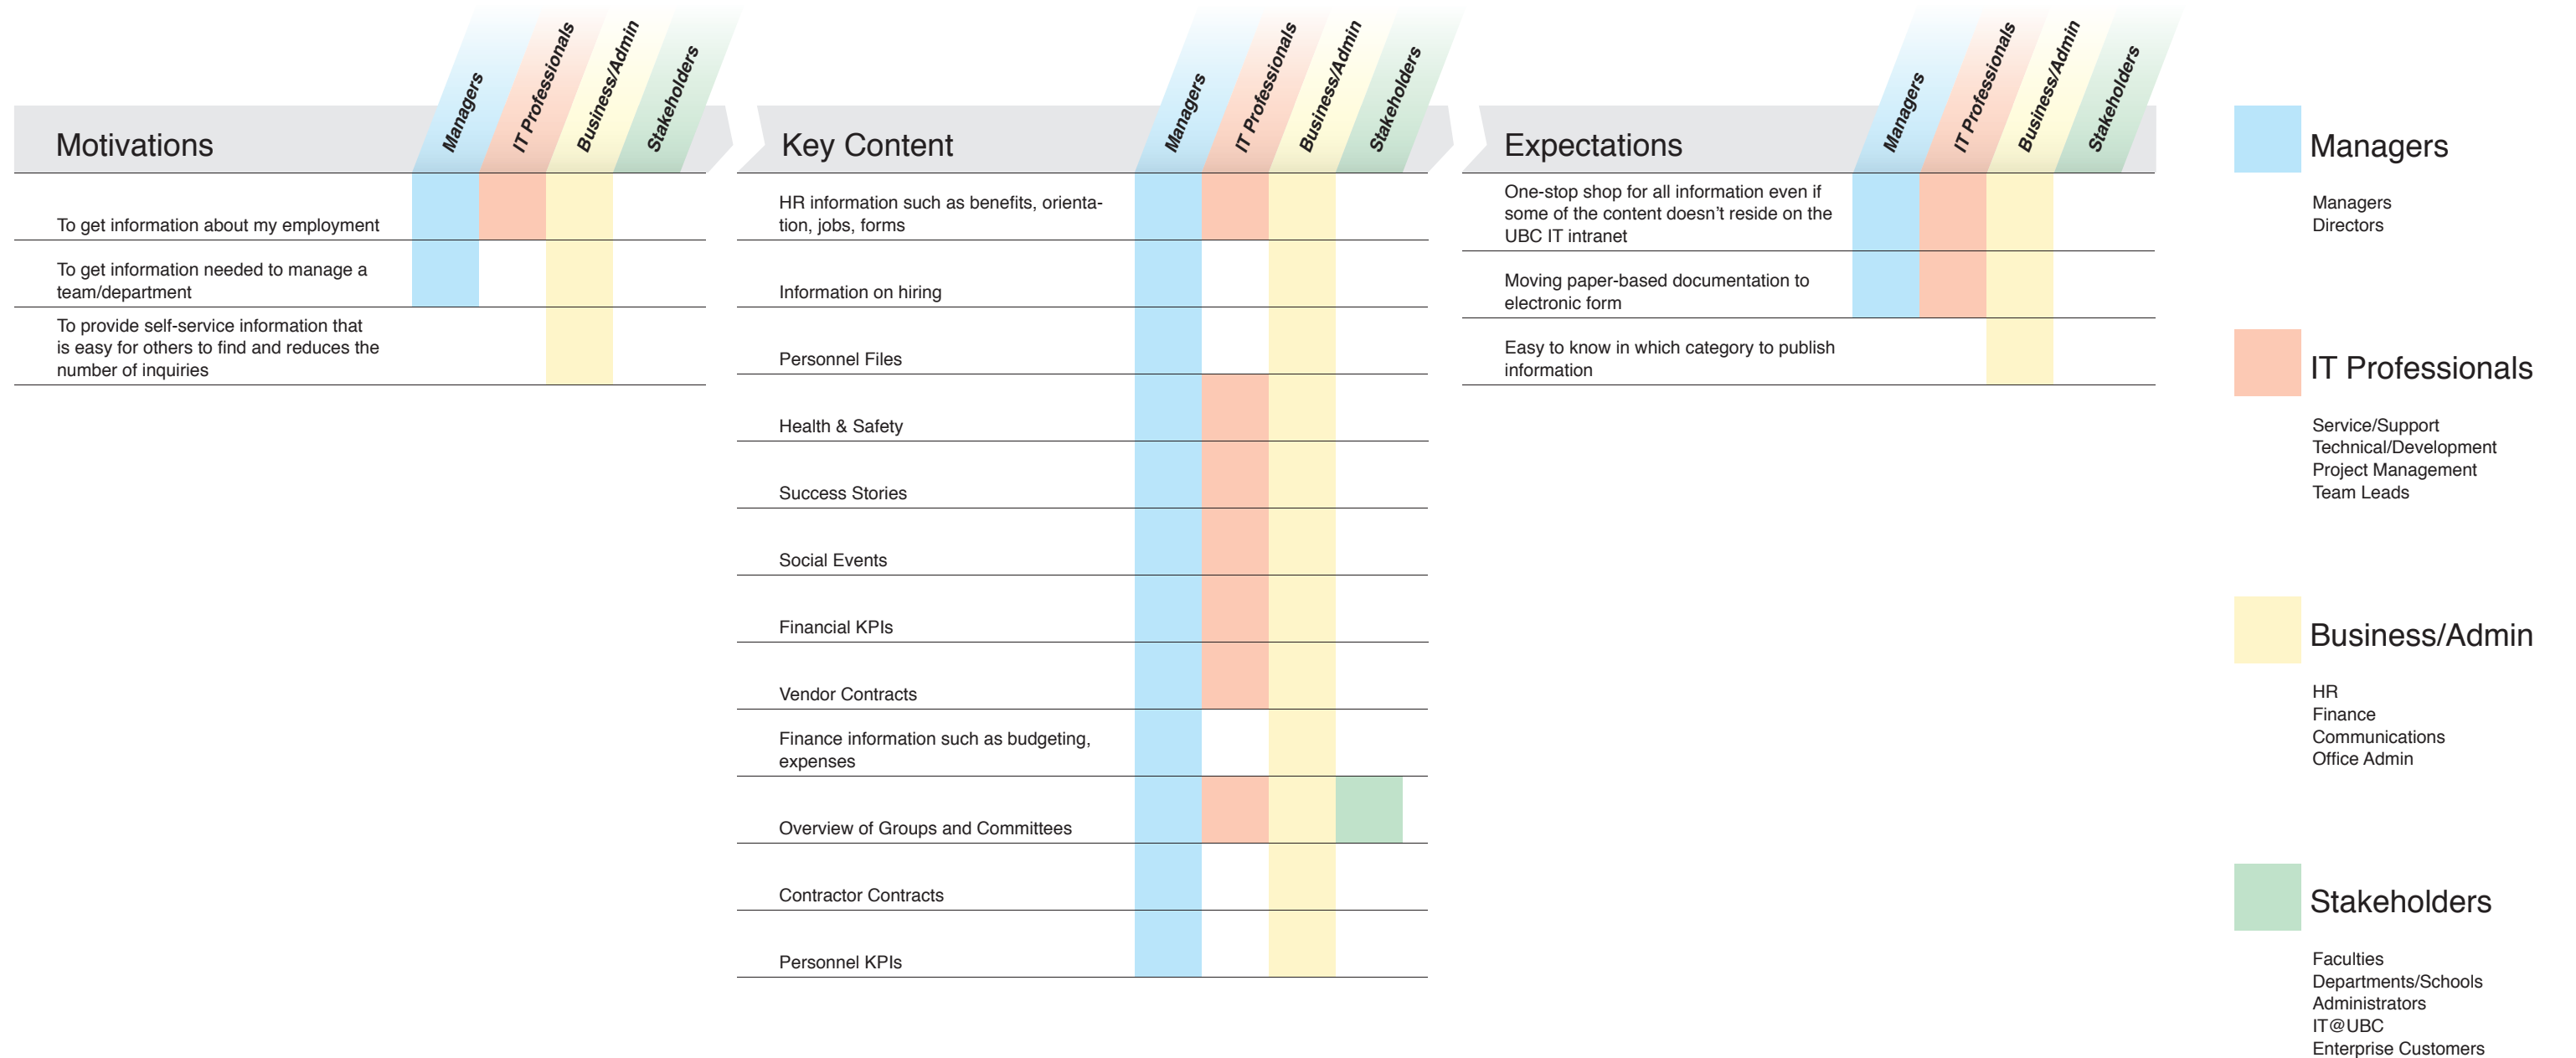 Managers
IT Professionals
Business/Admin
Stakeholders
Motivations
To get information about my employment
To get information needed to manage a
team/department
To provide self-service information that
is easy for others to find and reduces the
number of inquiries
Managers
IT Professionals
Business/Admin
Stakeholders
Key Content
HR information such as benefits, orienta-
tion, jobs, forms
Information on hiring
Personnel Files
Health & Safety
Success Stories
Social Events
Financial KPIs
Vendor Contracts
Finance information such as budgeting,
expenses
Overview of Groups and Committees
Contractor Contracts
Personnel KPIs
Managers
IT Professionals
Business/Admin
Stakeholders
Expectations
One-stop shop for all information even if
some of the content doesn’t reside on the
UBC IT intranet
Moving paper-based documentation to
electronic form
Easy to know in which category to publish
information
Managers
Managers
Directors
IT Professionals
Service/Support
Technical/Development
Project Management
Team Leads
Business/Admin
HR
Finance
Communications
Office Admin
Stakeholders
Faculties
Departments/Schools
Administrators
IT@UBC
Enterprise Customers